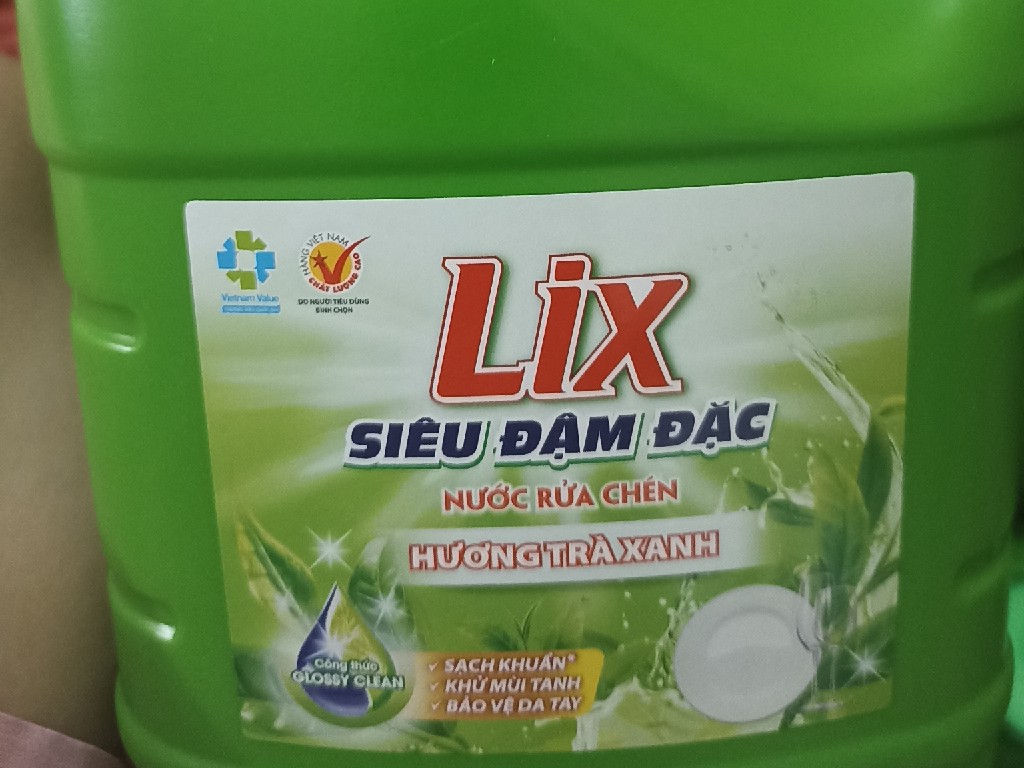 Vietnam Value
HÀNG VIỆT NAM
CHẤT LƯỢNG CAO
DO NGƯỜI TIÊU DÙNG
BÌNH CHỌN
Lix
SIÊU ĐẬM ĐẶC
NƯỚC RỬA CHÉN
HƯƠNG TRÀ XANH
Công thức
GLOSSY CLEAN
SẠCH KHUẨN*
KHỬ MÙI TANH
BẢO VỆ DA TAY